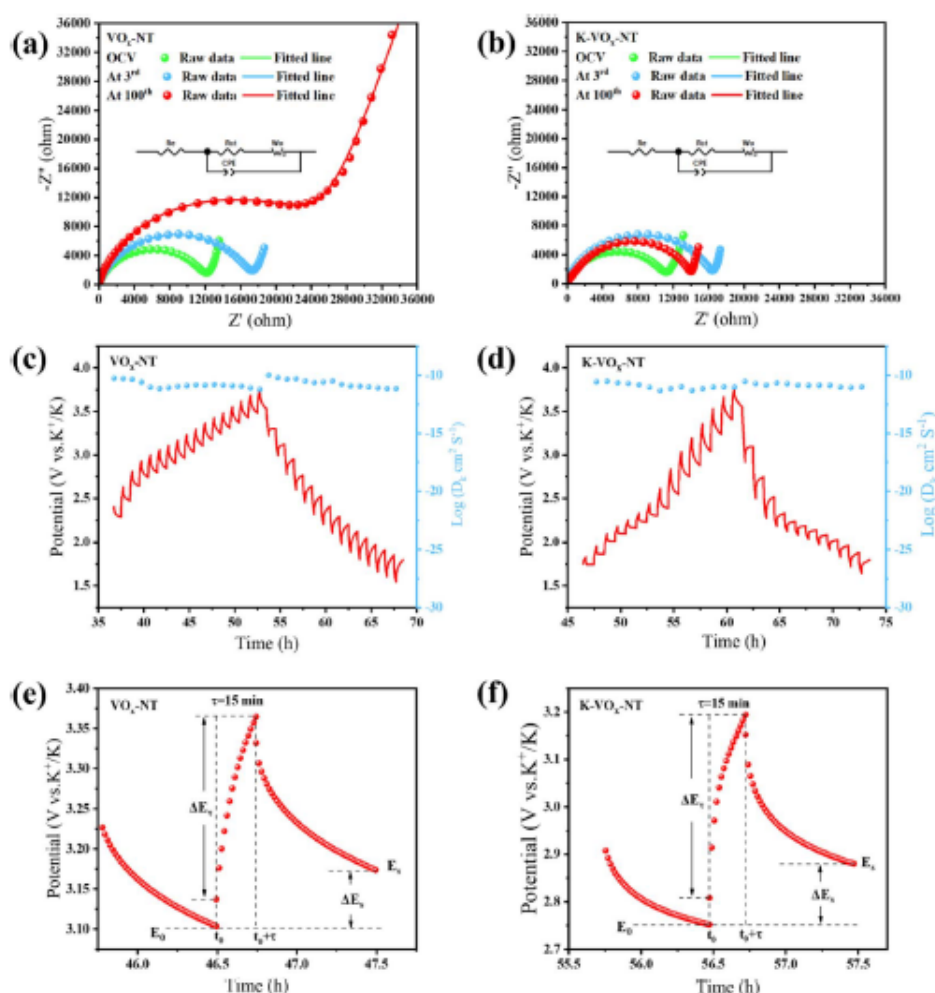 (a)
VOx-NT
OCV Raw data Fitted line
At 3rd Raw data Fitted line
At 100th Raw data Fitted line
Rct
CPE
36000
32000
28000
24000
20000
16000
12000
8000
4000
0
-Z'' (ohm)
0 4000 8000 12000 16000 20000 24000 28000 32000 36000
Z' (ohm)
(b)
K-VOx-NT
OCV Raw data Fitted line
At 3rd Raw data Fitted line
At 100th Raw data Fitted line
Rct
CPE
36000
32000
28000
24000
20000
16000
12000
8000
4000
0
-Z'' (ohm)
0 4000 8000 12000 16000 20000 24000 28000 32000 36000
Z' (ohm)
(c)
VOx-NT
4.0
3.5
3.0
2.5
2.0
1.5
Potential (V vs.K+/K)
-10
-15
-20
-25
-30
Log (Dk cm2 S-1)
35 40 45 50 55 60 65 70
Time (h)
(d)
K-VOx-NT
4.0
3.5
3.0
2.5
2.0
1.5
Potential (V vs.K+/K)
-10
-15
-20
-25
-30
Log (Dk cm2 S-1)
45 50 55 60 65 70 75
Time (h)
(e)
VOx-NT
τ=15 min
3.40
3.35
3.30
3.25
3.20
3.15
3.10
Potential (V vs.K+/K)
ΔEτ
Es
ΔEs
E0
t0 t0+τ
46.0 46.5 47.0 47.5
Time (h)
(f)
K-VOx-NT
τ=15 min
3.2
3.1
3.0
2.9
2.8
2.7
Potential (V vs.K+/K)
ΔEτ
Es
ΔEs
E0
t0 t0+τ
55.5 56.0 56.5 57.0 57.5
Time (h)